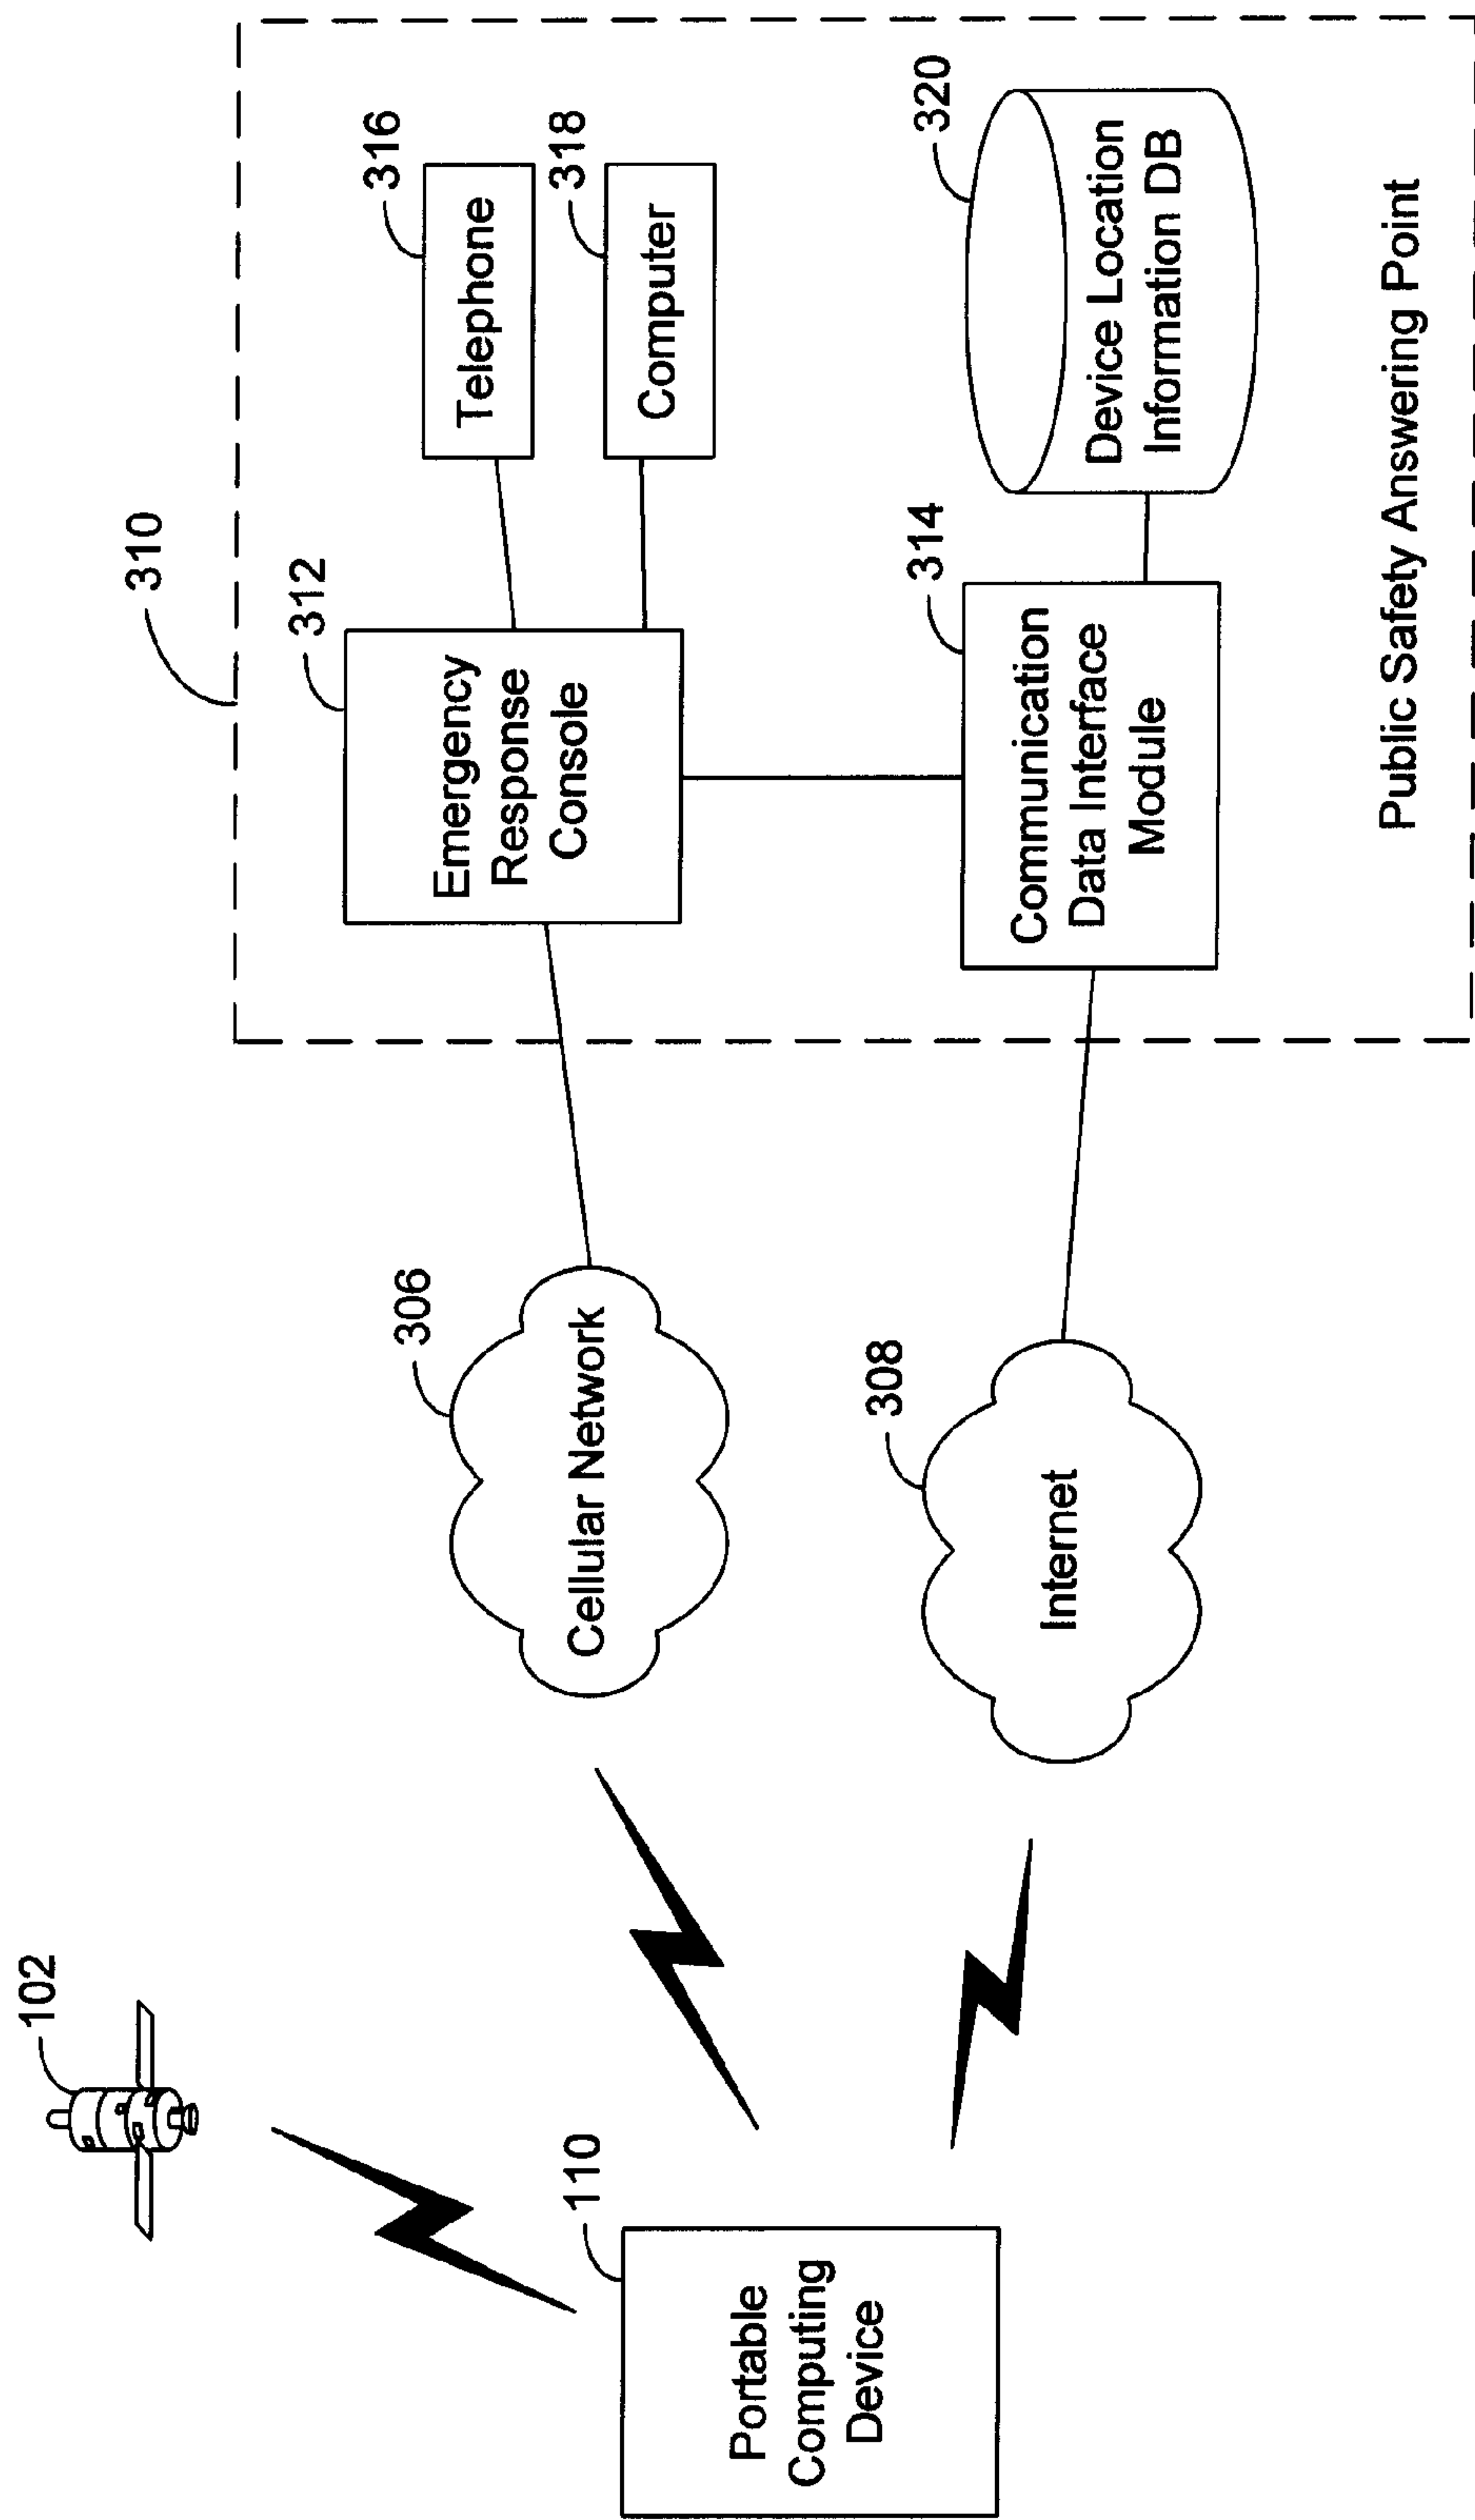 102
110
Portable
Computing
Device
306
Cellular Network
308
Internet
310
312
Emergency
Response
Console
316
Telephone
318
Computer
314
Communication
Data Interface
Module
320
Device Location
Information DB
Public Safety Answering Point